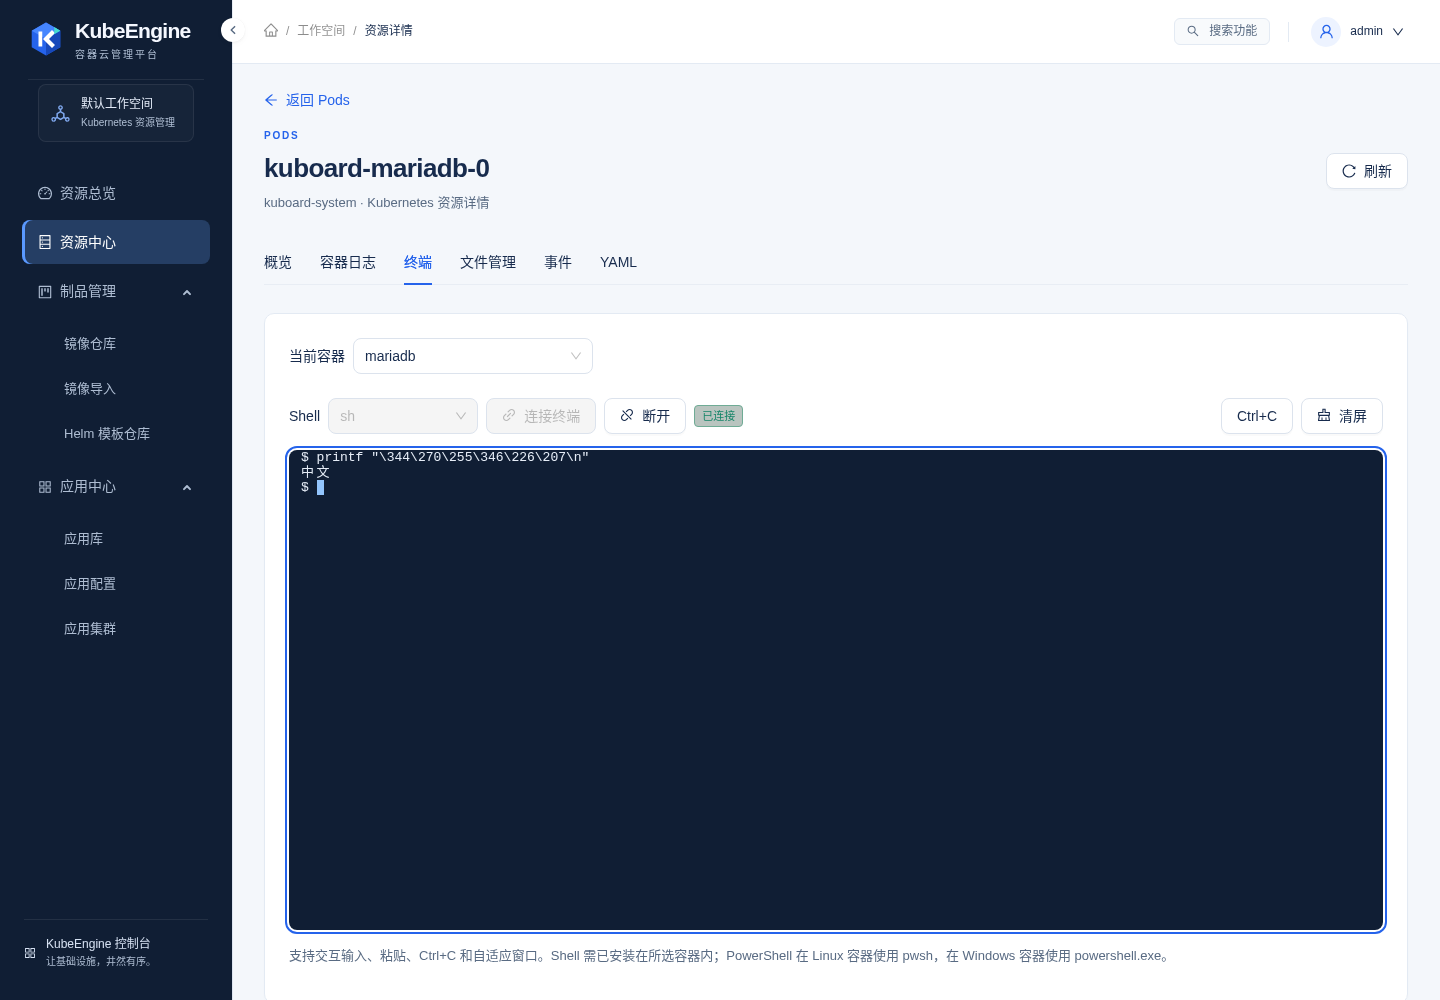 KubeEngine
容器云管理平台
默认工作空间
Kubernetes 资源管理
资源总览
资源中心
制品管理
镜像仓库
镜像导入
Helm 模板仓库
应用中心
应用库
应用配置
应用集群
KubeEngine 控制台
让基础设施，井然有序。
/ 工作空间 / 资源详情
搜索功能
admin
返回 Pods
PODS
kuboard-mariadb-0
kuboard-system · Kubernetes 资源详情
刷新
概览 容器日志 终端 文件管理 事件 YAML
当前容器 mariadb
Shell sh 连接终端 断开 已连接 Ctrl+C 清屏
$ printf "\344\270\255\346\226\207\n"
中文
$
支持交互输入、粘贴、Ctrl+C 和自适应窗口。Shell 需已安装在所选容器内；PowerShell 在 Linux 容器使用 pwsh，在 Windows 容器使用 powershell.exe。